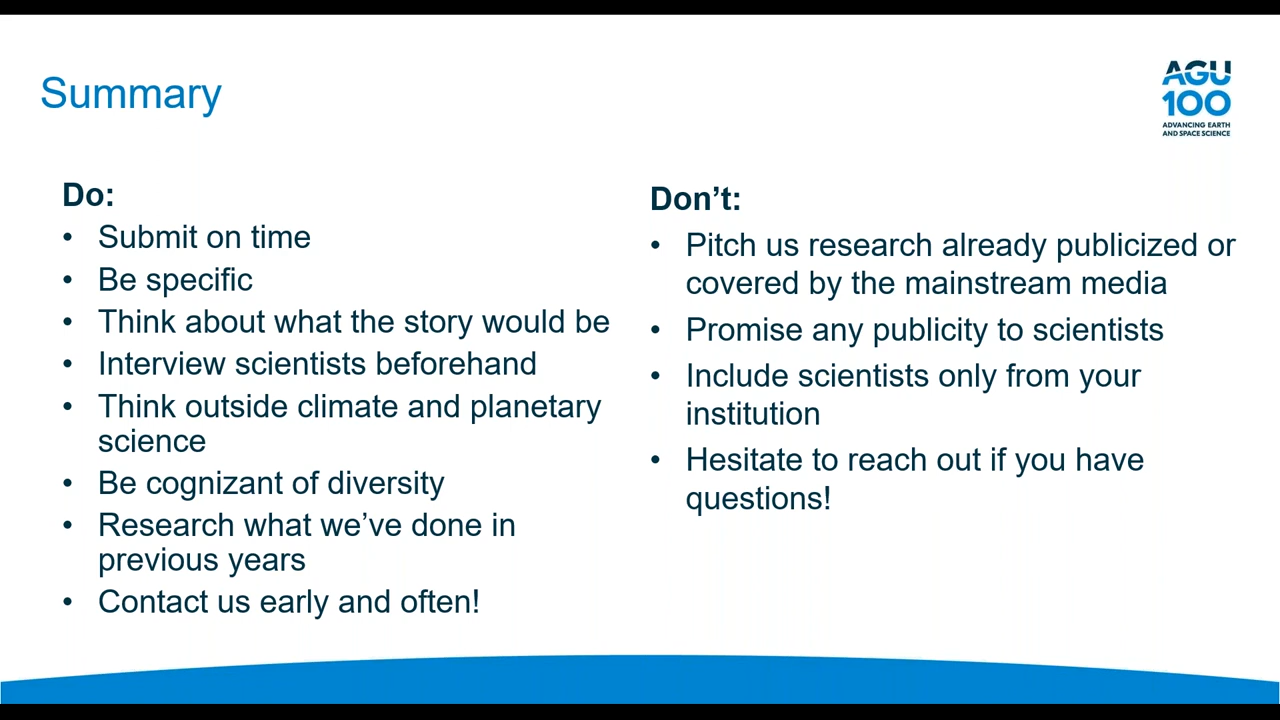 Summary
AGU
100
ADVANCING EARTH
AND SPACE SCIENCE
Do:
• Submit on time
• Be specific
• Think about what the story would be
• Interview scientists beforehand
• Think outside climate and planetary
science
• Be cognizant of diversity
• Research what we’ve done in
previous years
• Contact us early and often!
Don’t:
• Pitch us research already publicized or
covered by the mainstream media
• Promise any publicity to scientists
• Include scientists only from your
institution
• Hesitate to reach out if you have
questions!